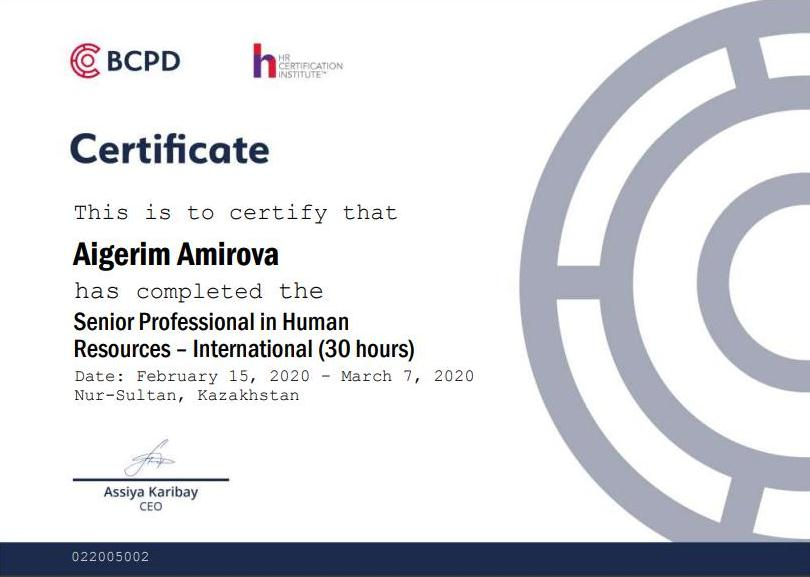 BCPD
h HR
CERTIFICATION
INSTITUTE™
Certificate
This is to certify that
Aigerim Amirova
has completed the
Senior Professional in Human
Resources – International (30 hours)
Date: February 15, 2020 – March 7, 2020
Nur-Sultan, Kazakhstan
Assiya Karibay
CEO
022005002